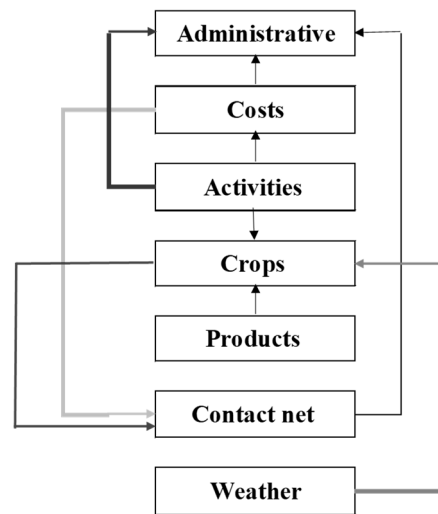 Administrative
Costs
Activities
Crops
Products
Contact net
Weather